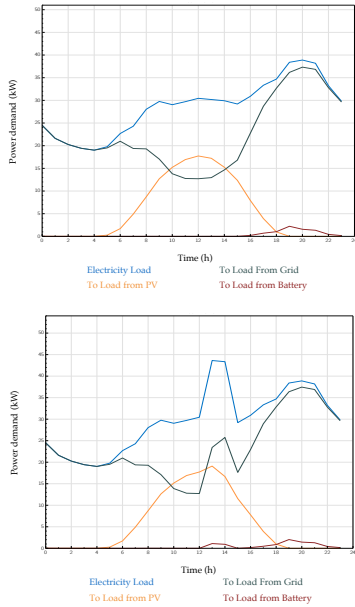 50
45
40
35
30
25
20
15
10
5
0
Power demand (kW)
0 2 4 6 8 10 12 14 16 18 20 22 24
Time (h)
Electricity Load To Load From Grid
To Load from PV To Load from Battery
50
45
40
35
30
25
20
15
10
5
0
Power demand (kW)
0 2 4 6 8 10 12 14 16 18 20 22 24
Time (h)
Electricity Load To Load From Grid
To Load from PV To Load from Battery